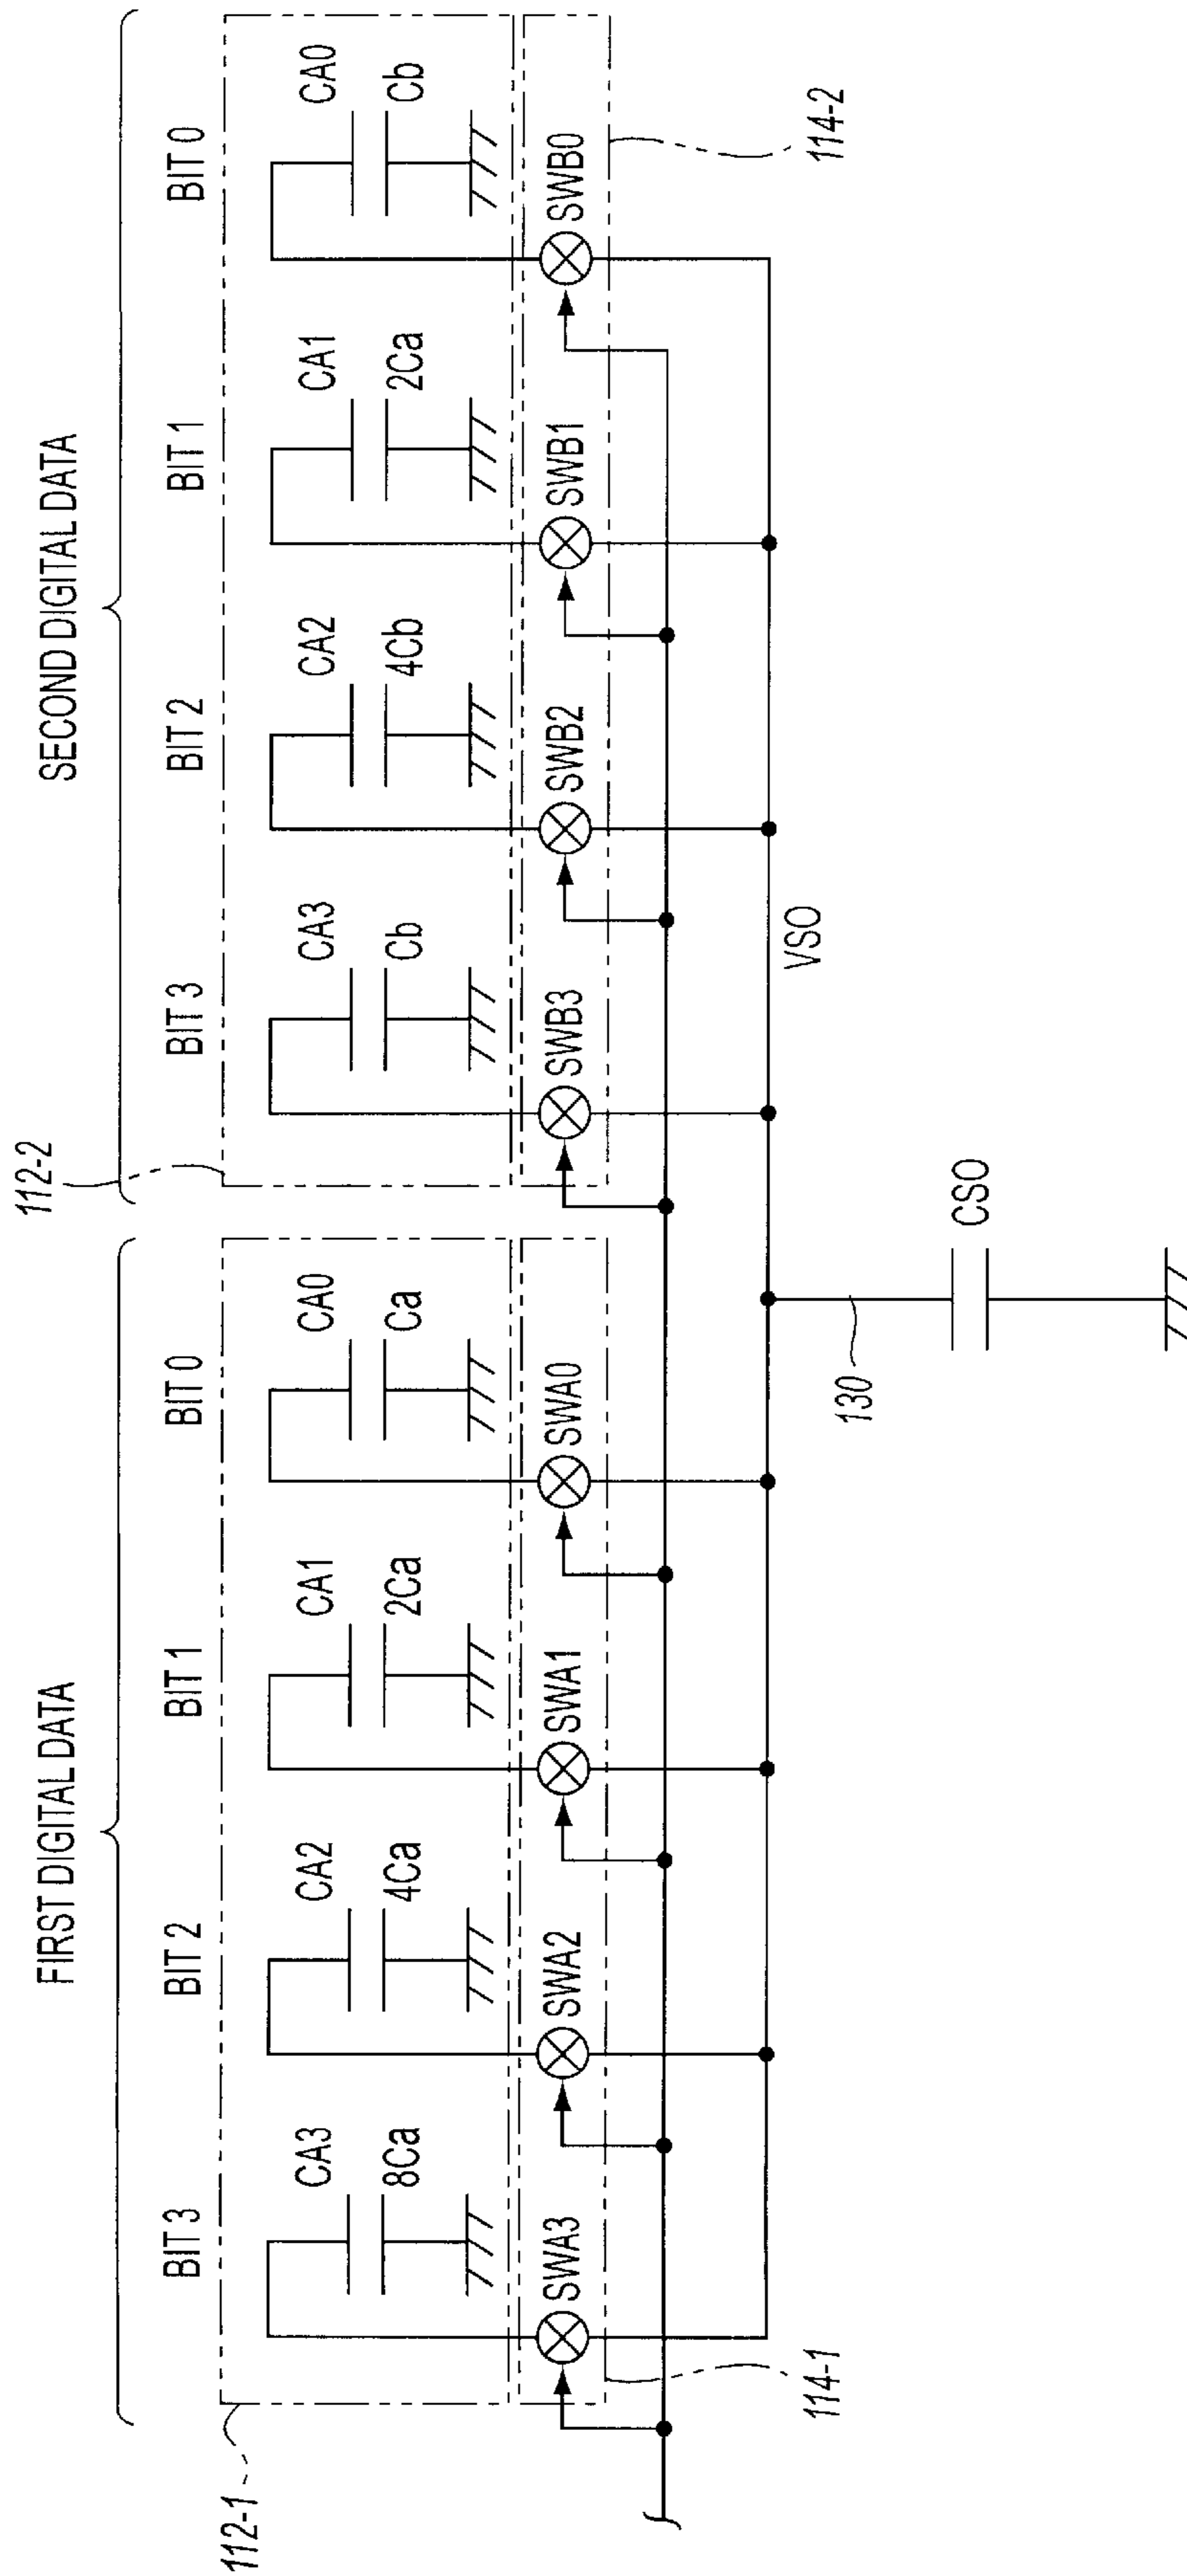 FIRST DIGITAL DATA
SECOND DIGITAL DATA
112-1
112-2
BIT 3
BIT 2
BIT 1
BIT 0
BIT 3
BIT 2
BIT 1
BIT 0
CA3
CA2
CA1
CA0
CA3
CA2
CA1
CA0
8Ca
4Ca
2Ca
Ca
Cb
4Cb
2Ca
Cb
SWA3
SWA2
SWA1
SWA0
SWB3
SWB2
SWB1
SWB0
114-1
114-2
VSO
130
CSO